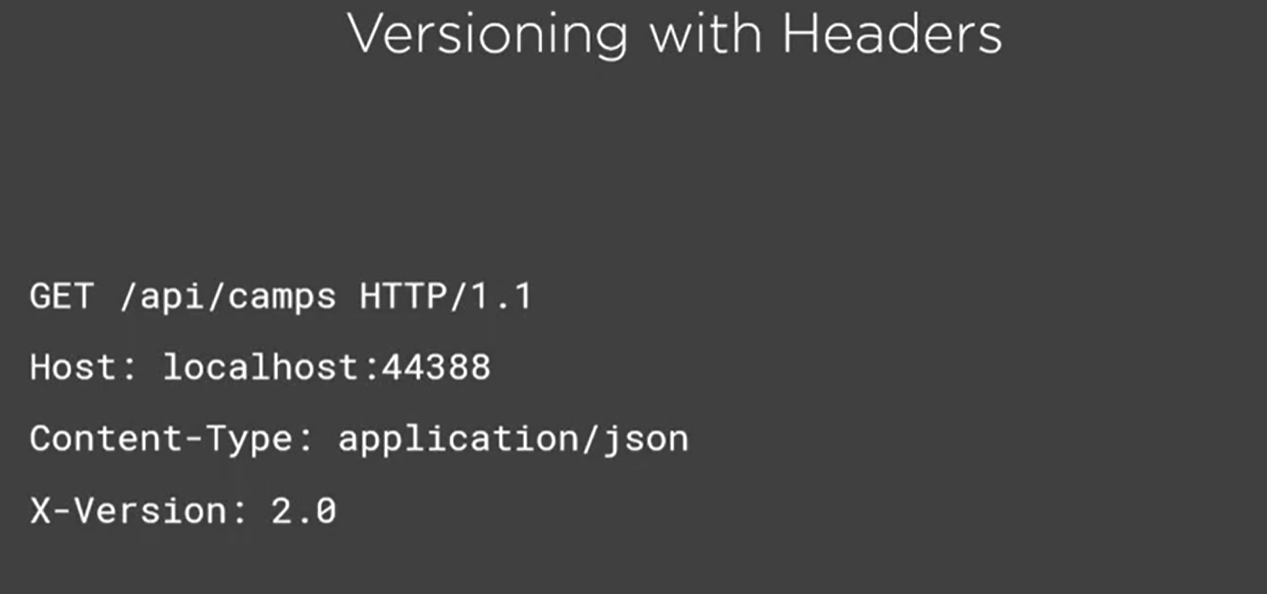 Versioning with Headers
GET /api/camps HTTP/1.1
Host: localhost:44388
Content-Type: application/json
X-Version: 2.0